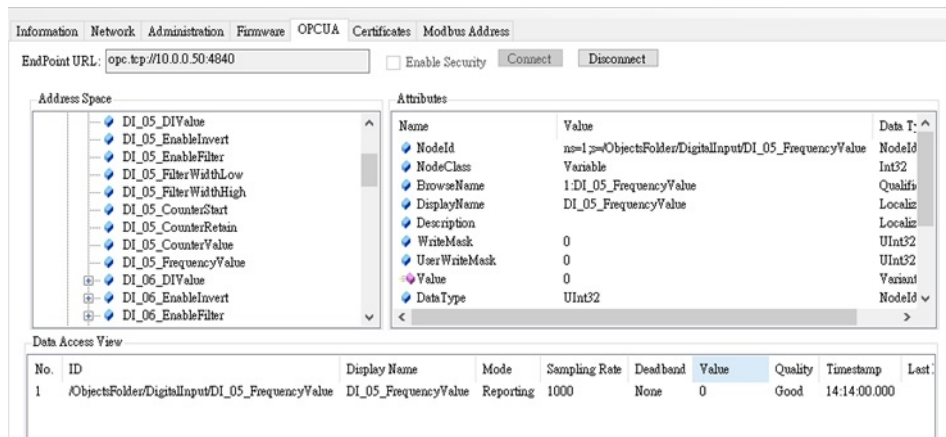 Information Network Administration Firmware OPCUA Certificates Modbus Address
EndPoint URL: opc.tcp://10.0.0.50:4840 Enable Security Connect Disconnect
Address Space
DI_05_DIValue
DI_05_EnableInvert
DI_05_EnableFilter
DI_05_FilterWidthLow
DI_05_FilterWidthHigh
DI_05_CounterStart
DI_05_CounterRetain
DI_05_CounterValue
DI_05_FrequencyValue
DI_06_DIValue
DI_06_EnableInvert
DI_06_EnableFilter
Attributes
Name Value Data Ty
NodeId ns=1;s=/ObjectsFolder/DigitalInput/DI_05_FrequencyValue NodeId
NodeClass Variable Int32
BrowseName 1:DI_05_FrequencyValue Qualifi
DisplayName DI_05_FrequencyValue Localiz
Description Localiz
WriteMask 0 UInt32
UserWriteMask 0 UInt32
Value 0 Variant
DataType UInt32 NodeId
Data Access View
No. ID Display Name Mode Sampling Rate Deadband Value Quality Timestamp Last
1 /ObjectsFolder/DigitalInput/DI_05_FrequencyValue DI_05_FrequencyValue Reporting 1000 None 0 Good 14:14:00.000